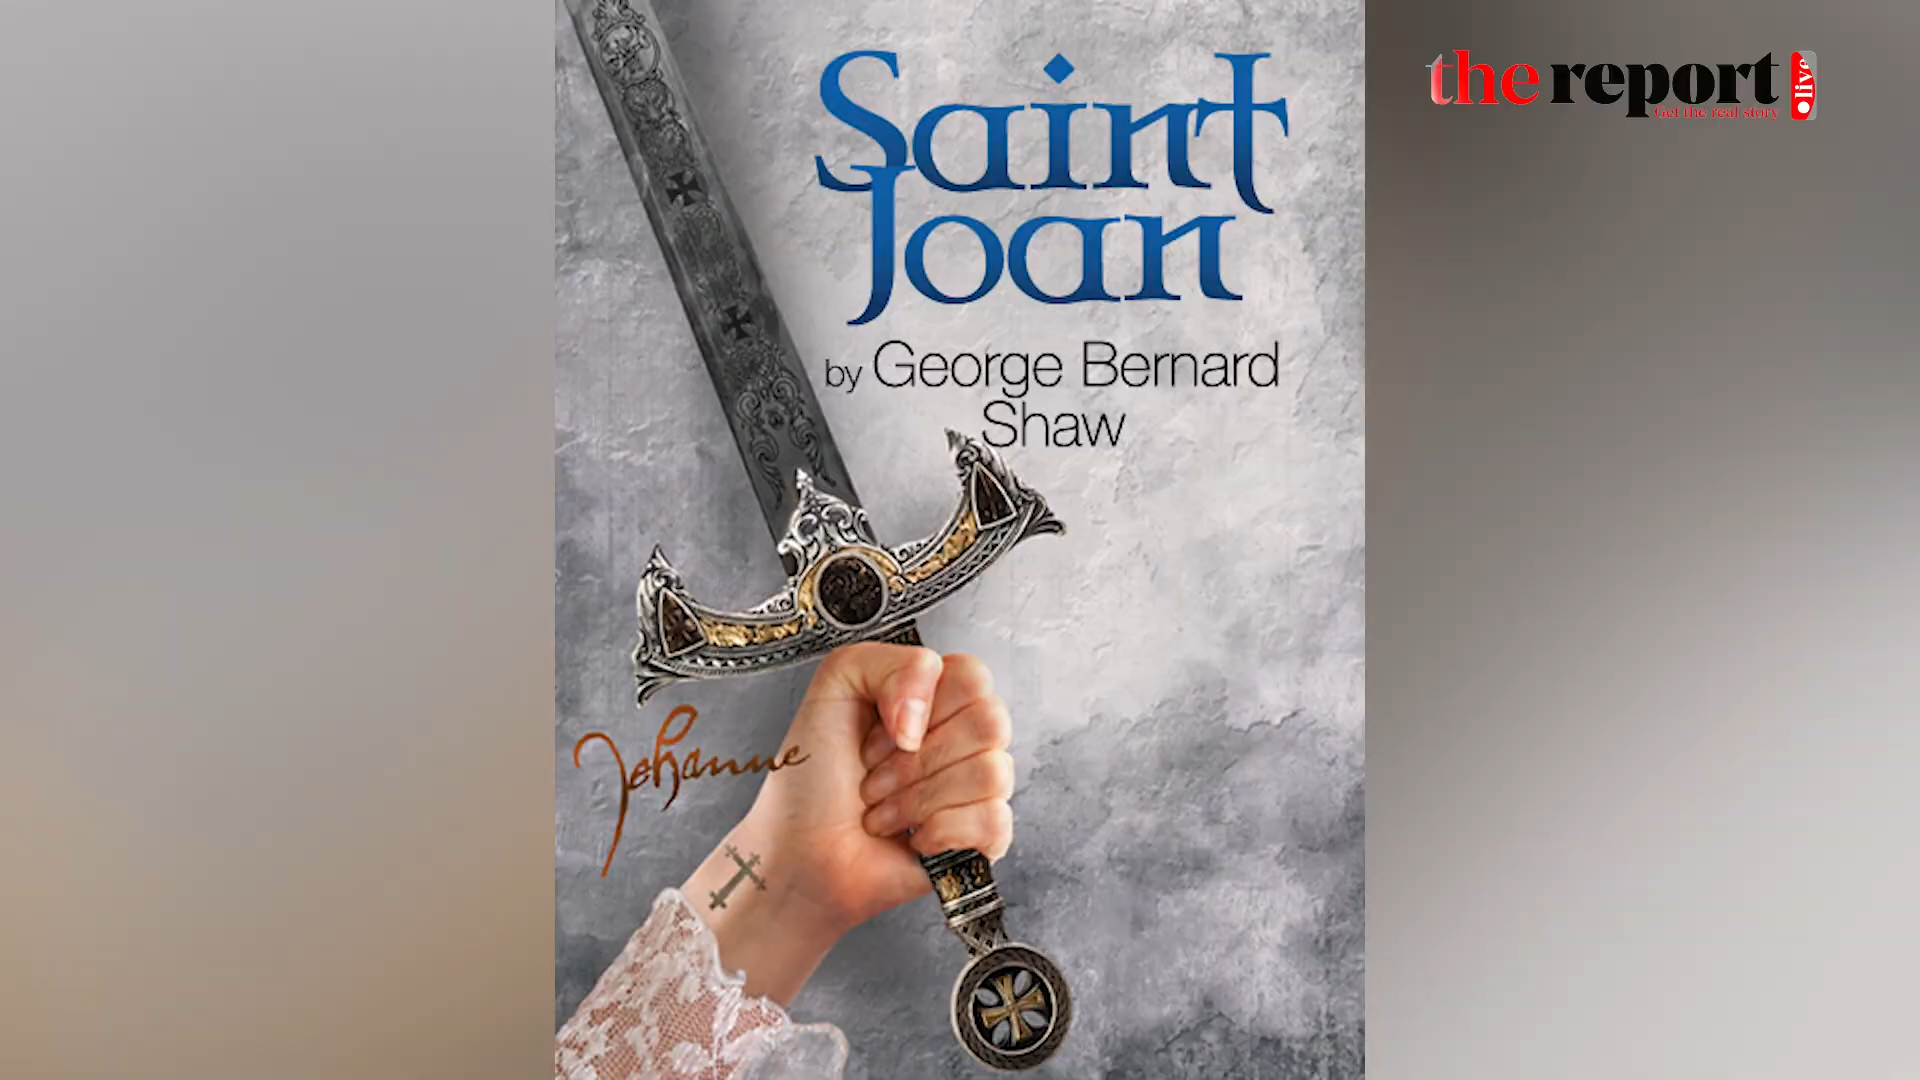 Saint
Joan
by George Bernard
Shaw
Jehanne
the report live
Get the real story